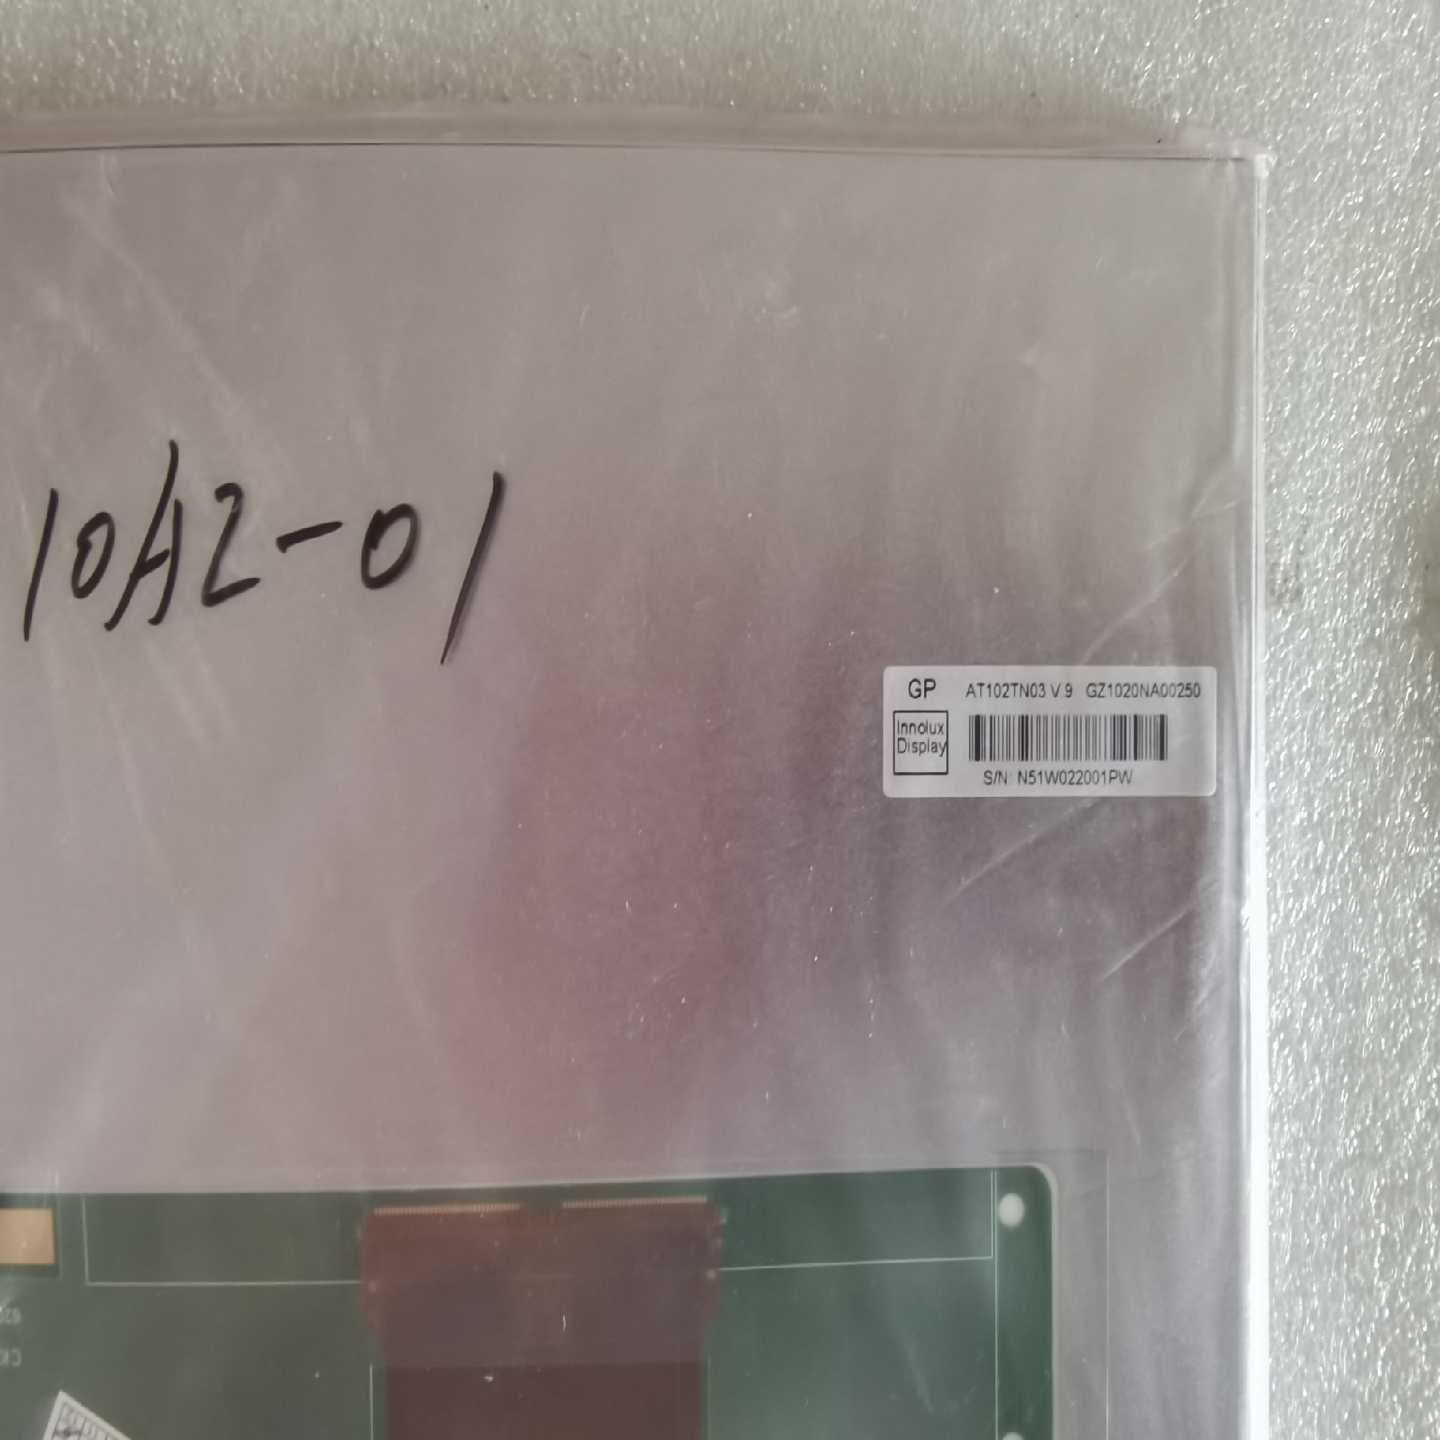 10A2-01
GP AT102TN03 V.9 GZ1020NA00250
Innolux
Display
S/N: N51W022001PW